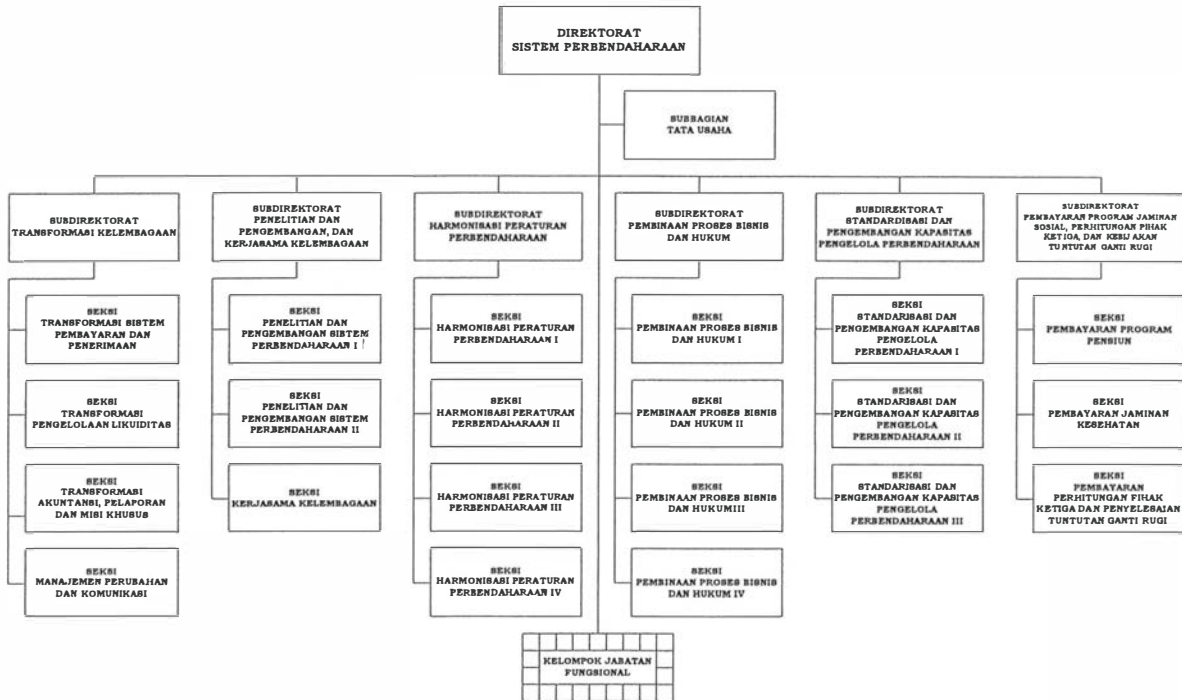 DIREKTORAT
SISTEM PERBENDAHARAAN
SUBBAGIAN
TATA USAHA
SUBDIREKTORAT
TRANSFORMASI KELEMBAGAAN
SUBDIREKTORAT
PENELITIAN DAN
PENGEMBANGAN, DAN
KERJASAMA KELEMBAGAAN
SUBDIREKTORAT
HARMONISASI PERATURAN
PERBENDAHARAAN
SUBDIREKTORAT
PEMBINAAN PROSES BISNIS
DAN HUKUM
SUBDIREKTORAT
STANDARDISASI DAN
PENGEMBANGAN KAPASITAS
PENGELOLA PERBENDAHARAAN
SUBDIREKTORAT
PEMBAYARAN PROGRAM JAMINAN
SOSIAL, PERHITUNGAN PIHAK
KETIGA, DAN KEBIJAKAN
TUNTUTAN GANTI RUGI
SEKSI
TRANSFORMASI SISTEM
PEMBAYARAN DAN
PENERIMAAN
SEKSI
PENELITIAN DAN
PENGEMBANGAN SISTEM
PERBENDAHARAAN I
SEKSI
HARMONISASI PERATURAN
PERBENDAHARAAN I
SEKSI
PEMBINAAN PROSES BISNIS
DAN HUKUM I
SEKSI
STANDARISASI DAN
PENGEMBANGAN KAPASITAS
PENGELOLA
PERBENDAHARAAN I
SEKSI
PEMBAYARAN PROGRAM
PENSIUN
SEKSI
TRANSFORMASI
PENGELOLAAN LIKUIDITAS
SEKSI
PENELITIAN DAN
PENGEMBANGAN SISTEM
PERBENDAHARAAN II
SEKSI
HARMONISASI PERATURAN
PERBENDAHARAAN II
SEKSI
PEMBINAAN PROSES BISNIS
DAN HUKUM II
SEKSI
STANDARISASI DAN
PENGEMBANGAN KAPASITAS
PENGELOLA
PERBENDAHARAAN II
SEKSI
PEMBAYARAN JAMINAN
KESEHATAN
SEKSI
TRANSFORMASI
AKUNTANSI, PELAPORAN
DAN MISI KHUSUS
SEKSI
KERJASAMA KELEMBAGAAN
SEKSI
HARMONISASI PERATURAN
PERBENDAHARAAN III
SEKSI
PEMBINAAN PROSES BISNIS
DAN HUKUMIII
SEKSI
STANDARISASI DAN
PENGEMBANGAN KAPASITAS
PENGELOLA
PERBENDAHARAAN III
SEKSI
PEMBAYARAN
PERHITUNGAN FIHAK
KETIGA DAN PENYELESAIAN
TUNTUTAN GANTI RUGI
SEKSI
MANAJEMEN PERUBAHAN
DAN KOMUNIKASI
SEKSI
HARMONISASI PERATURAN
PERBENDAHARAAN IV
SEKSI
PEMBINAAN PROSES BISNIS
DAN HUKUM IV
KELOMPOK JABATAN
FUNGSIONAL